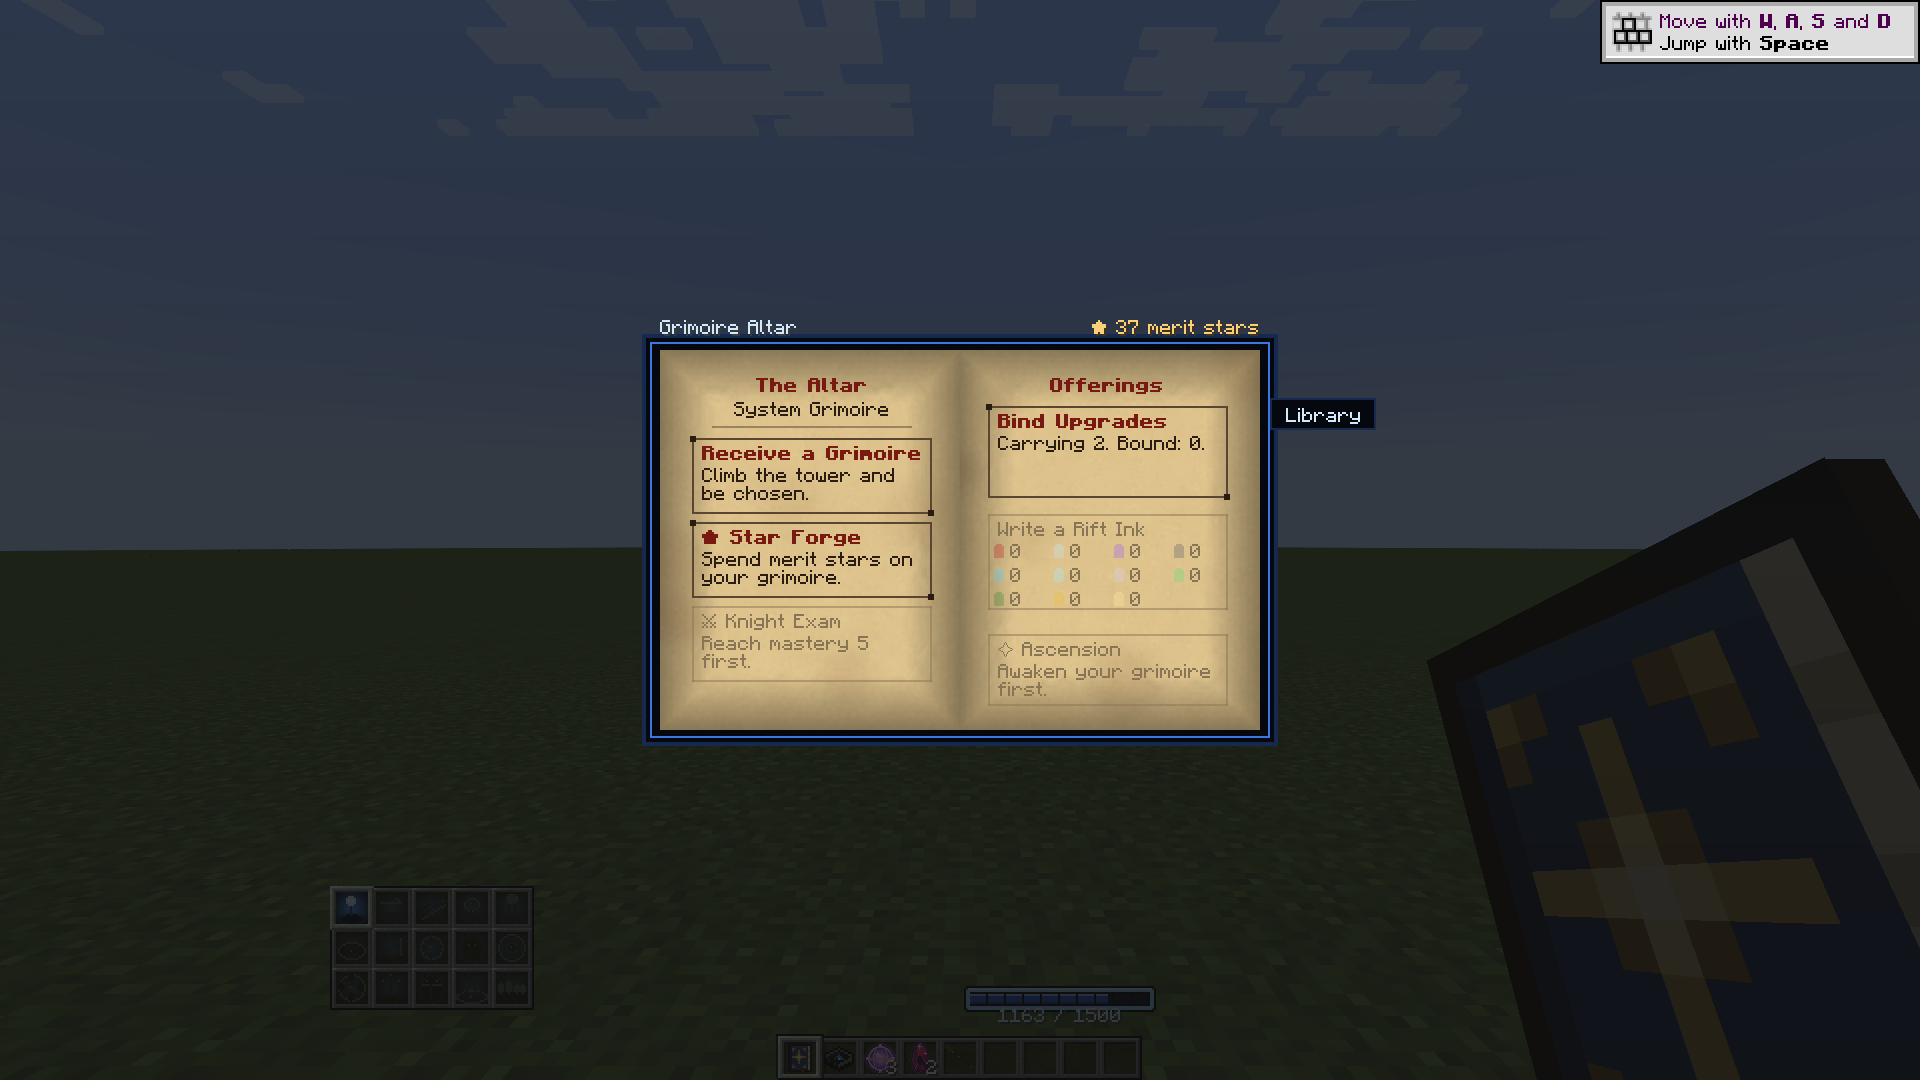 Move with W, A, S and D
Jump with Space
Grimoire Altar
37 merit stars
The Altar
System Grimoire
Receive a Grimoire
Climb the tower and
be chosen.
Star Forge
Spend merit stars on
your grimoire.
Knight Exam
Reach mastery 5
first.
Offerings
Bind Upgrades
Carrying 2. Bound: 0.
Write a Rift Ink
0 0 0 0
0 0 0 0
0 0 0
Ascension
Awaken your grimoire
first.
Library
1163 / 1500
3 2